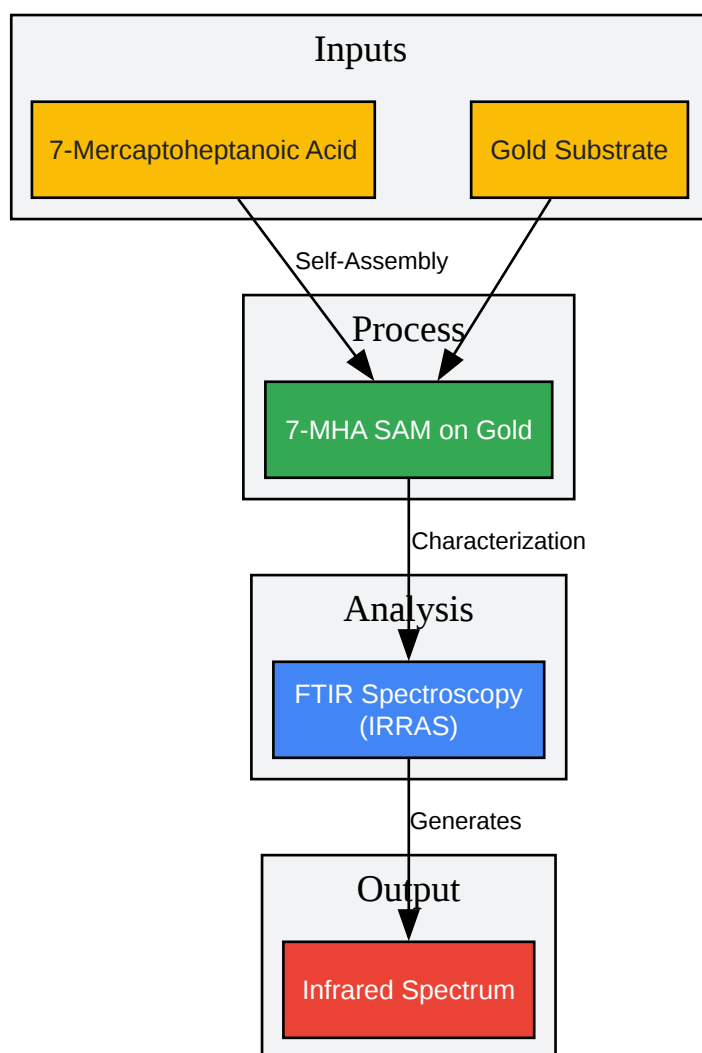 Inputs
7-Mercaptoheptanoic Acid
Gold Substrate
Self-Assembly
Process
7-MHA SAM on Gold
Characterization
Analysis
FTIR Spectroscopy
(IRRAS)
Generates
Output
Infrared Spectrum